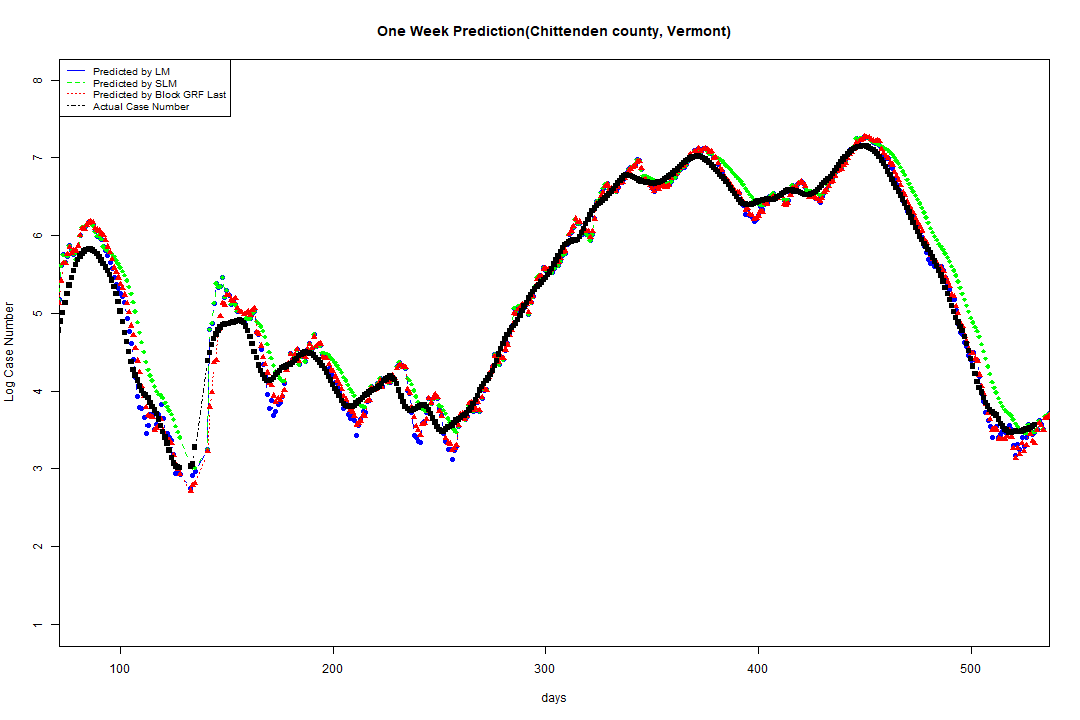 One Week Prediction(Chittenden county, Vermont)
Predicted by LM
Predicted by SLM
Predicted by Block GRF Last
Actual Case Number
8
7
6
5
4
3
2
1
Log Case Number
100 200 300 400 500
days